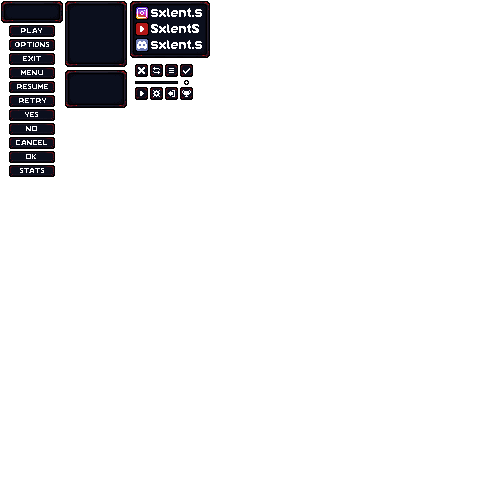 PLAY
OPTIONS
EXIT
MENU
RESUME
RETRY
YES
NO
CANCEL
OK
STATS
Sxlent.S
SxlentS
Sxlent.S